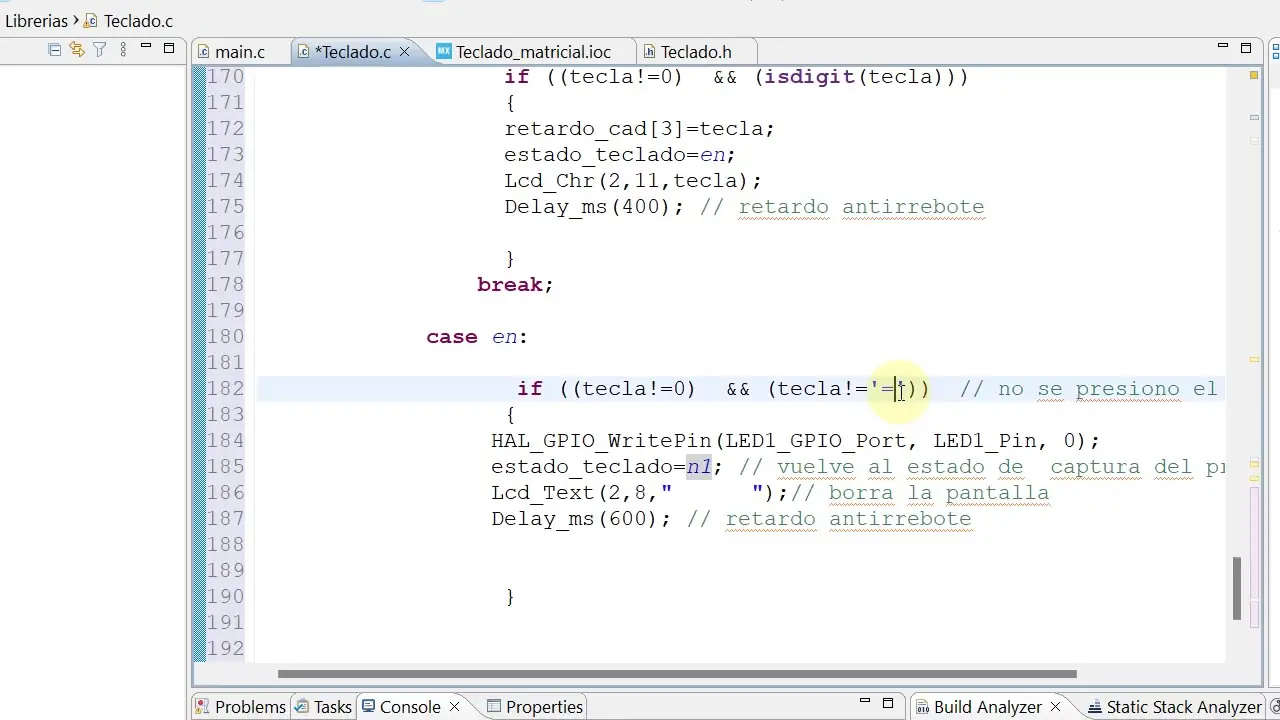 Librerias > Teclado.c
main.c *Teclado.c Teclado_matricial.ioc Teclado.h
170 if ((tecla!=0) && (isdigit(tecla)))
171 {
172 retardo_cad[3]=tecla;
173 estado_teclado=en;
174 Lcd_Chr(2,11,tecla);
175 Delay_ms(400); // retardo antirrebote
176
177 }
178 break;
179
180 case en:
181
182 if ((tecla!=0) && (tecla!='=')) // no se presiono el
183 {
184 HAL_GPIO_WritePin(LED1_GPIO_Port, LED1_Pin, 0);
185 estado_teclado=n1; // vuelve al estado de captura del pr
186 Lcd_Text(2,8,"      ");// borra la pantalla
187 Delay_ms(600); // retardo antirrebote
188
189
190 }
191
192
Problems Tasks Console Properties Build Analyzer Static Stack Analyzer